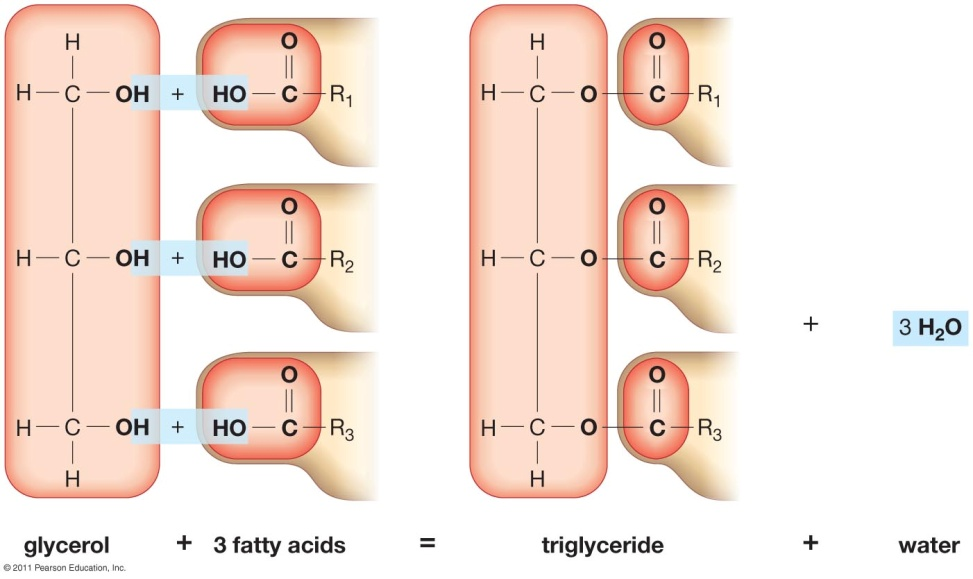 H O H O
H C OH + HO C R₁ H C O C R₁
O O
H C OH + HO C R₂ H C O C R₂
+ 3 H₂O
O O
H C OH + HO C R₃ H C O C R₃
H H
glycerol + 3 fatty acids = triglyceride + water
© 2011 Pearson Education, Inc.